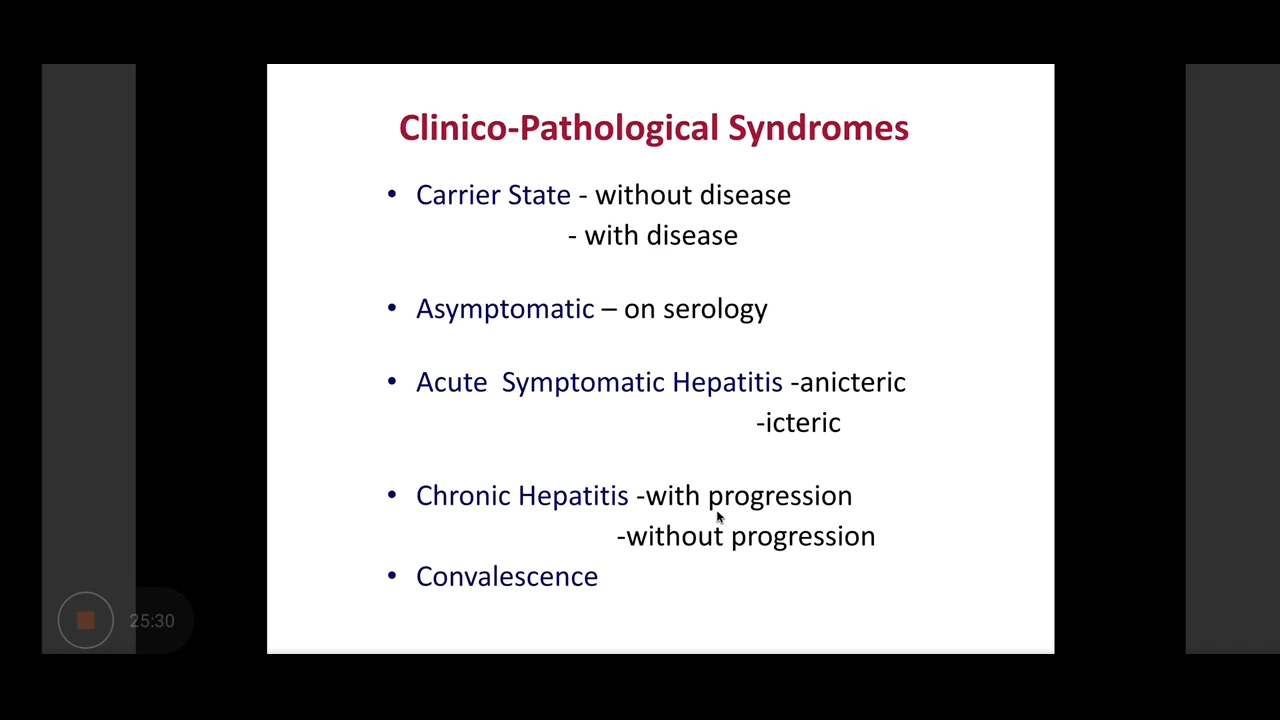 Clinico-Pathological Syndromes
• Carrier State - without disease
- with disease
• Asymptomatic – on serology
• Acute  Symptomatic Hepatitis -anicteric
-icteric
• Chronic Hepatitis -with progression
-without progression
• Convalescence
25:30